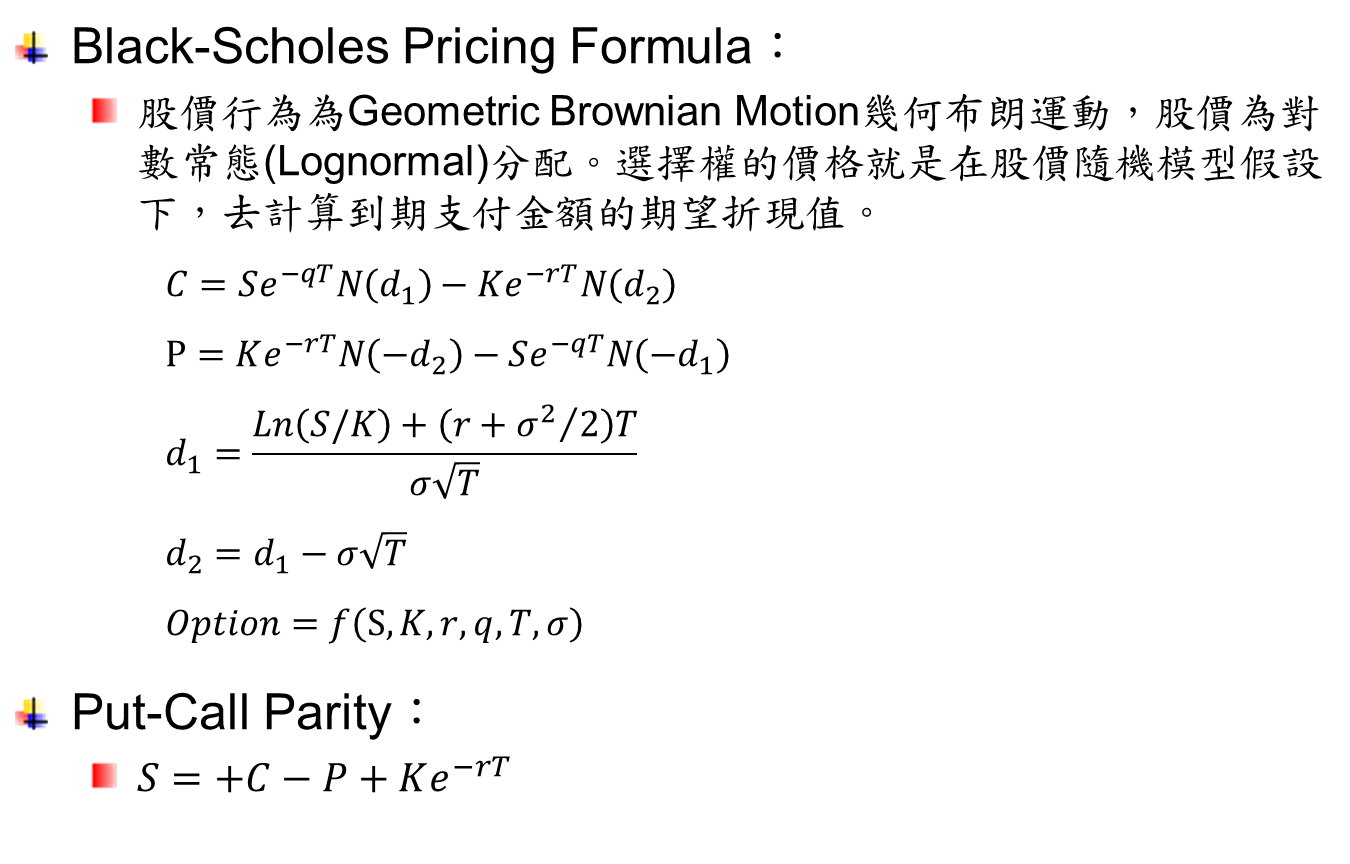 Black-Scholes Pricing Formula：
股價行為為Geometric Brownian Motion幾何布朗運動，股價為對
數常態(Lognormal)分配。選擇權的價格就是在股價隨機模型假設
下，去計算到期支付金額的期望折現值。
C = Se^{-qT}N(d_1) − Ke^{-rT}N(d_2)
P = Ke^{-rT}N(−d_2) − Se^{-qT}N(−d_1)
d_1 = \frac{Ln(S/K) + (r + σ^2/2)T}{σ\sqrt{T}}
d_2 = d_1 − σ\sqrt{T}
Option = f(S, K, r, q, T, σ)
Put-Call Parity：
S = +C − P + Ke^{-rT}